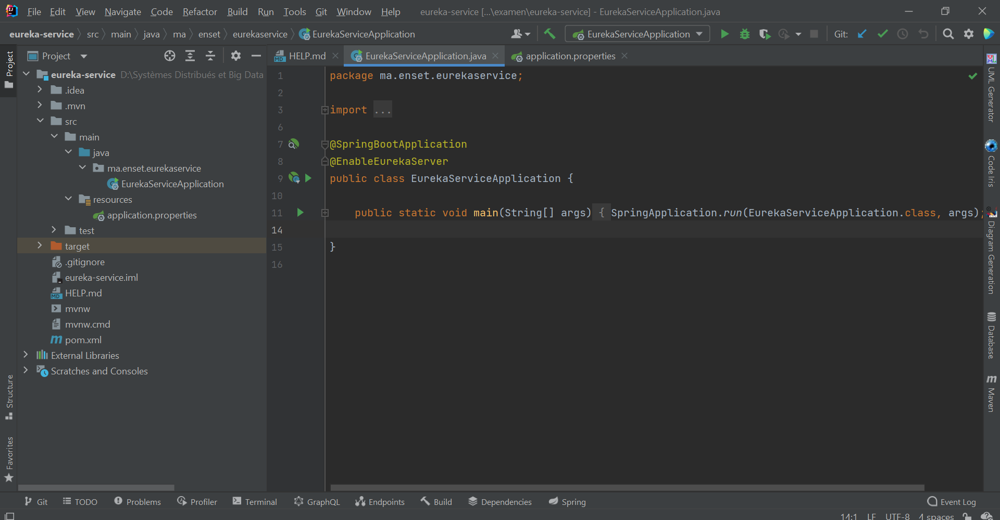 File Edit View Navigate Code Refactor Build Run Tools Git Window Help eureka-service [...\examen\eureka-service] - EurekaServiceApplication.java
eureka-service src main java ma enset eurekaservice EurekaServiceApplication EurekaServiceApplication Git:
Project HELP.md EurekaServiceApplication.java application.properties
Project
Structure
Favorites
eureka-service D:\Systèmes Distribués et Big Data
.idea
.mvn
src
main
java
ma.enset.eurekaservice
EurekaServiceApplication
resources
application.properties
test
target
.gitignore
eureka-service.iml
HELP.md
mvnw
mvnw.cmd
pom.xml
External Libraries
Scratches and Consoles
1 package ma.enset.eurekaservice;
2
3 import ...
6
7 @SpringBootApplication
8 @EnableEurekaServer
9 public class EurekaServiceApplication {
10
11 public static void main(String[] args) { SpringApplication.run(EurekaServiceApplication.class, args);
14
15 }
16
UML Generator
Code Iris
Diagram Generation
Database
Maven
Git TODO Problems Profiler Terminal GraphQL Endpoints Build Dependencies Spring Event Log
14:1 LF UTF-8 4 spaces